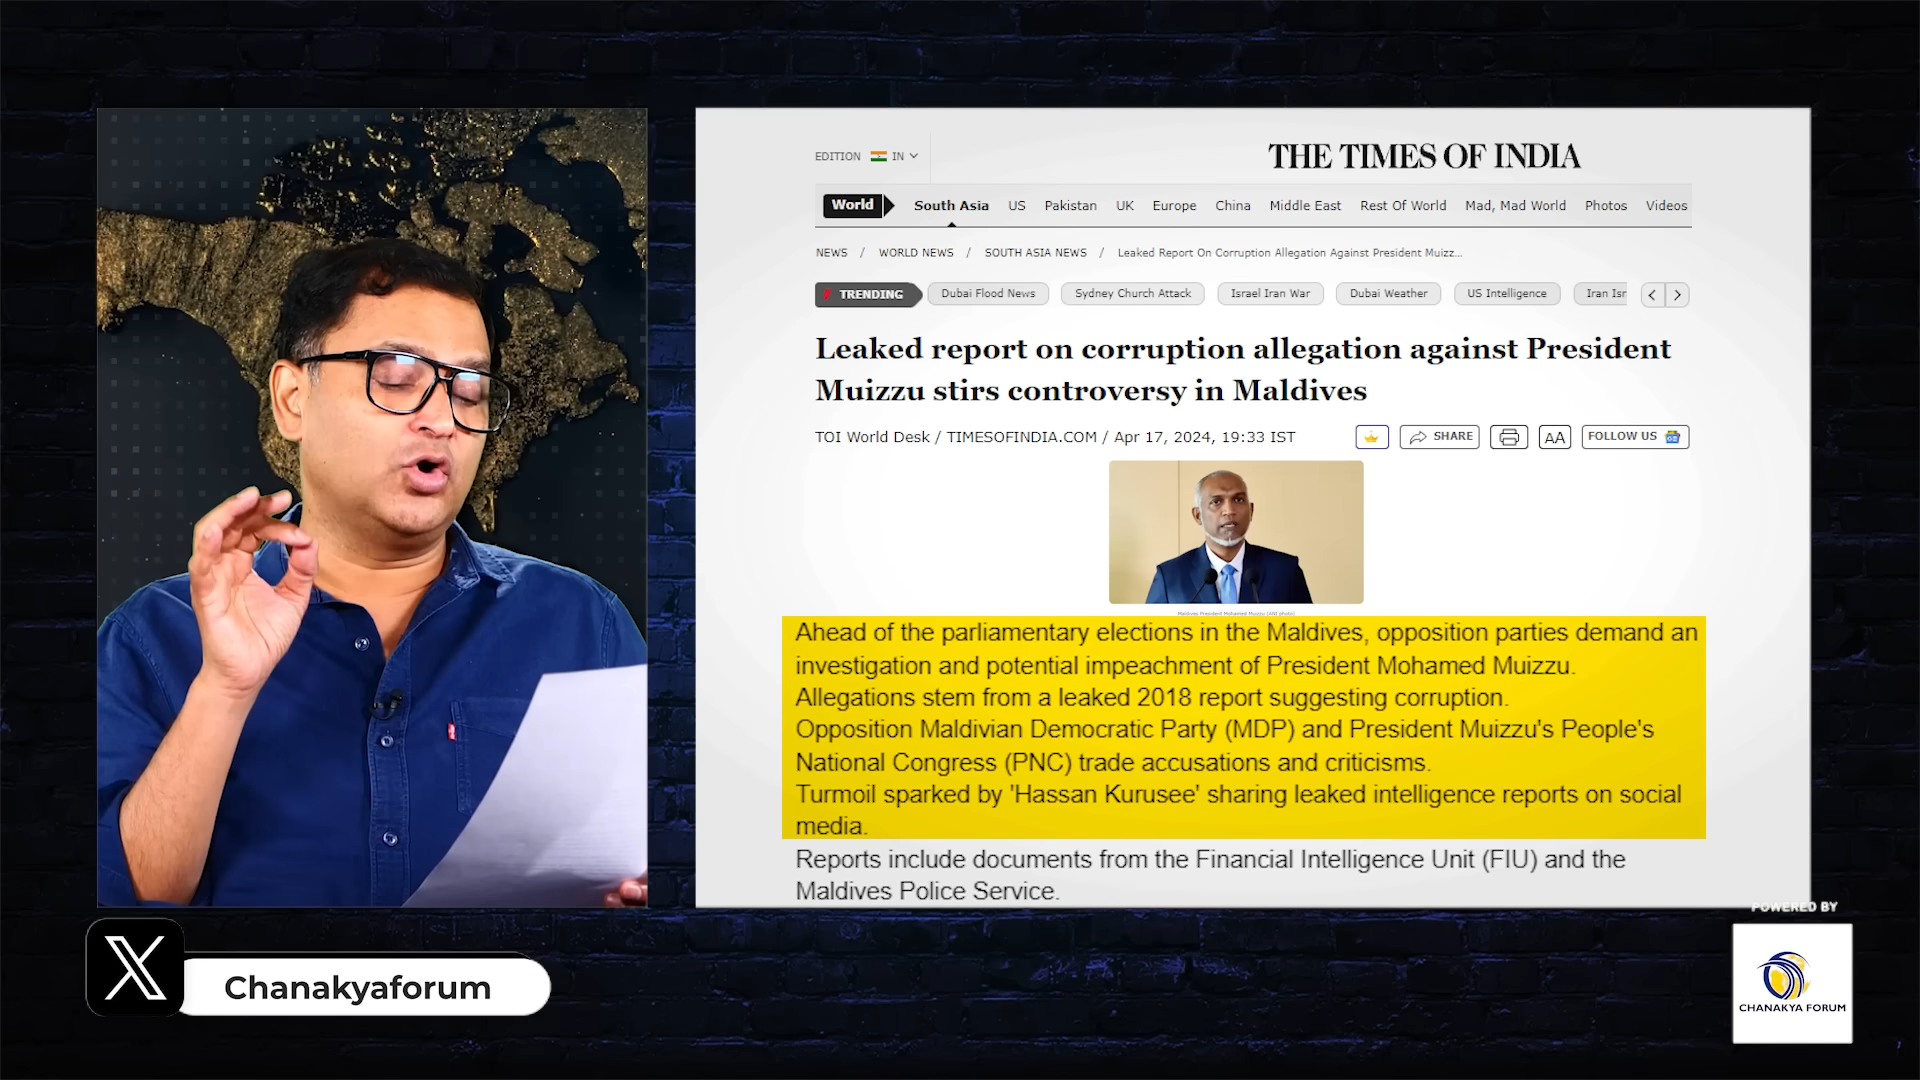 EDITION IN
THE TIMES OF INDIA
World South Asia US Pakistan UK Europe China Middle East Rest Of World Mad, Mad World Photos Videos
NEWS / WORLD NEWS / SOUTH ASIA NEWS / Leaked Report On Corruption Allegation Against President Muizz...
# TRENDING Dubai Flood News Sydney Church Attack Israel Iran War Dubai Weather US Intelligence Iran Isr
Leaked report on corruption allegation against President
Muizzu stirs controversy in Maldives
TOI World Desk / TIMESOFINDIA.COM / Apr 17, 2024, 19:33 IST SHARE AA FOLLOW US
Maldives President Mohamed Muizzu (ANI photo)
Ahead of the parliamentary elections in the Maldives, opposition parties demand an
investigation and potential impeachment of President Mohamed Muizzu.
Allegations stem from a leaked 2018 report suggesting corruption.
Opposition Maldivian Democratic Party (MDP) and President Muizzu's People's
National Congress (PNC) trade accusations and criticisms.
Turmoil sparked by 'Hassan Kurusee' sharing leaked intelligence reports on social
media.
Reports include documents from the Financial Intelligence Unit (FIU) and the
Maldives Police Service.
POWERED BY
CHANAKYA FORUM
X Chanakyaforum